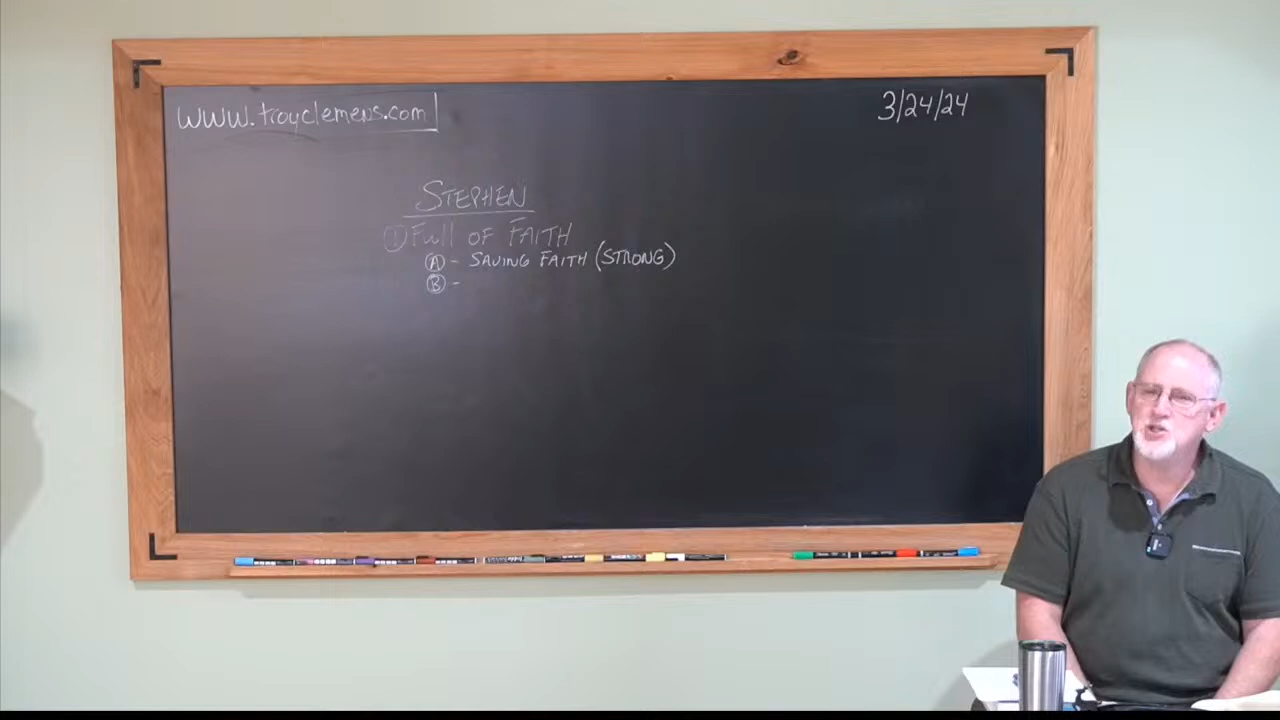 www.troyclemens.com
3/24/24
STEPHEN
① Full OF FAITH
Ⓐ - SAVING FAITH (STRONG)
Ⓑ -